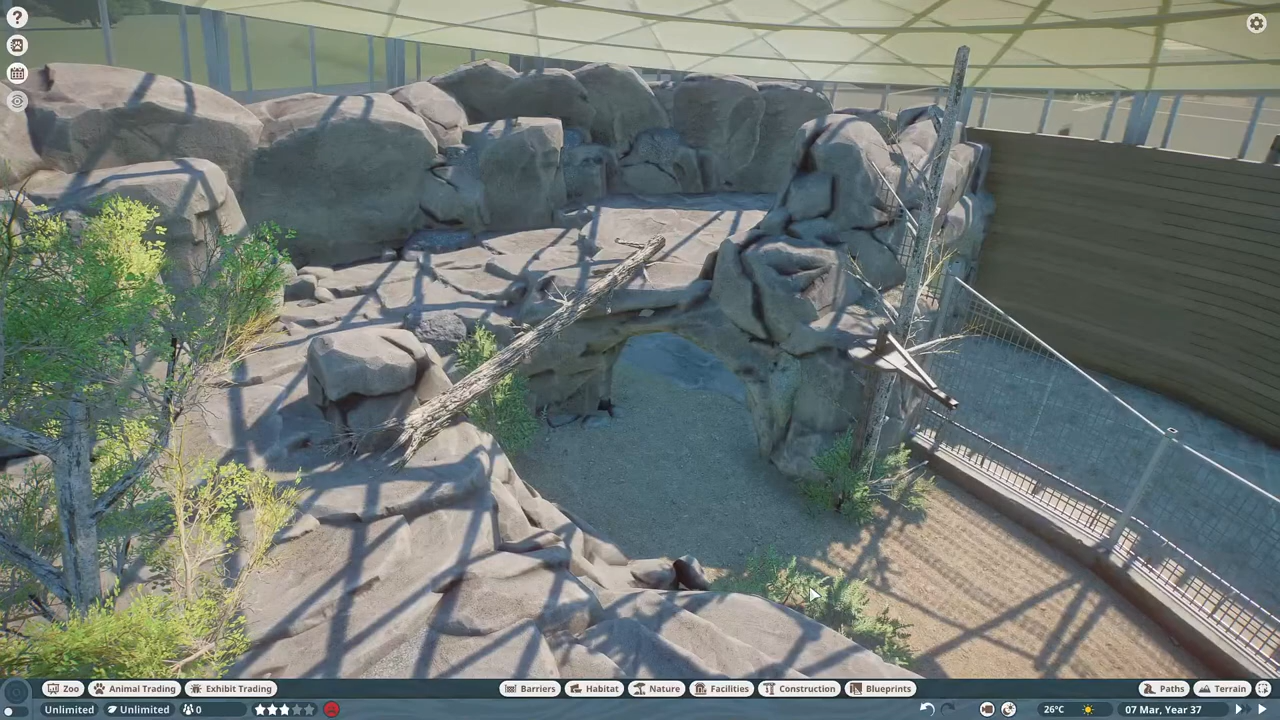 ?
Zoo
Animal Trading
Exhibit Trading
Barriers
Habitat
Nature
Facilities
Construction
Blueprints
Paths
Terrain
Unlimited
Unlimited
0
26°C
07 Mar, Year 37